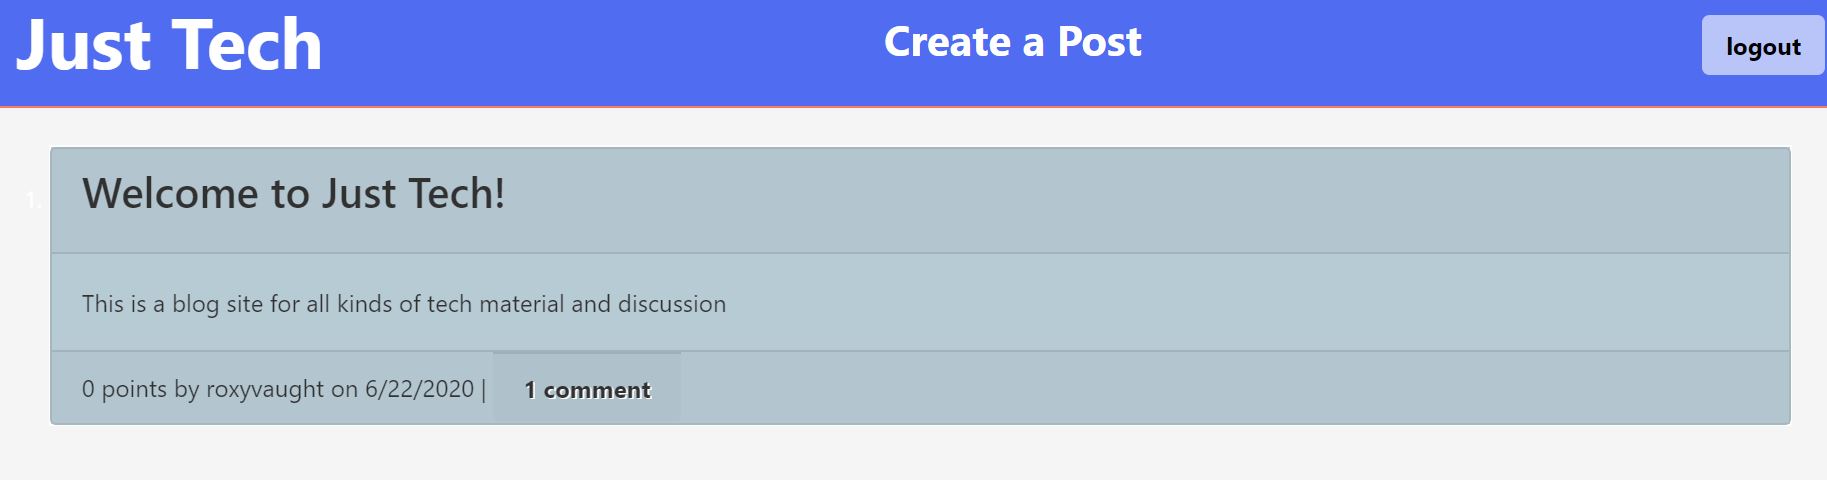 Just Tech
Create a Post
logout
1.
Welcome to Just Tech!
This is a blog site for all kinds of tech material and discussion
0 points by roxyvaught on 6/22/2020 | 1 comment